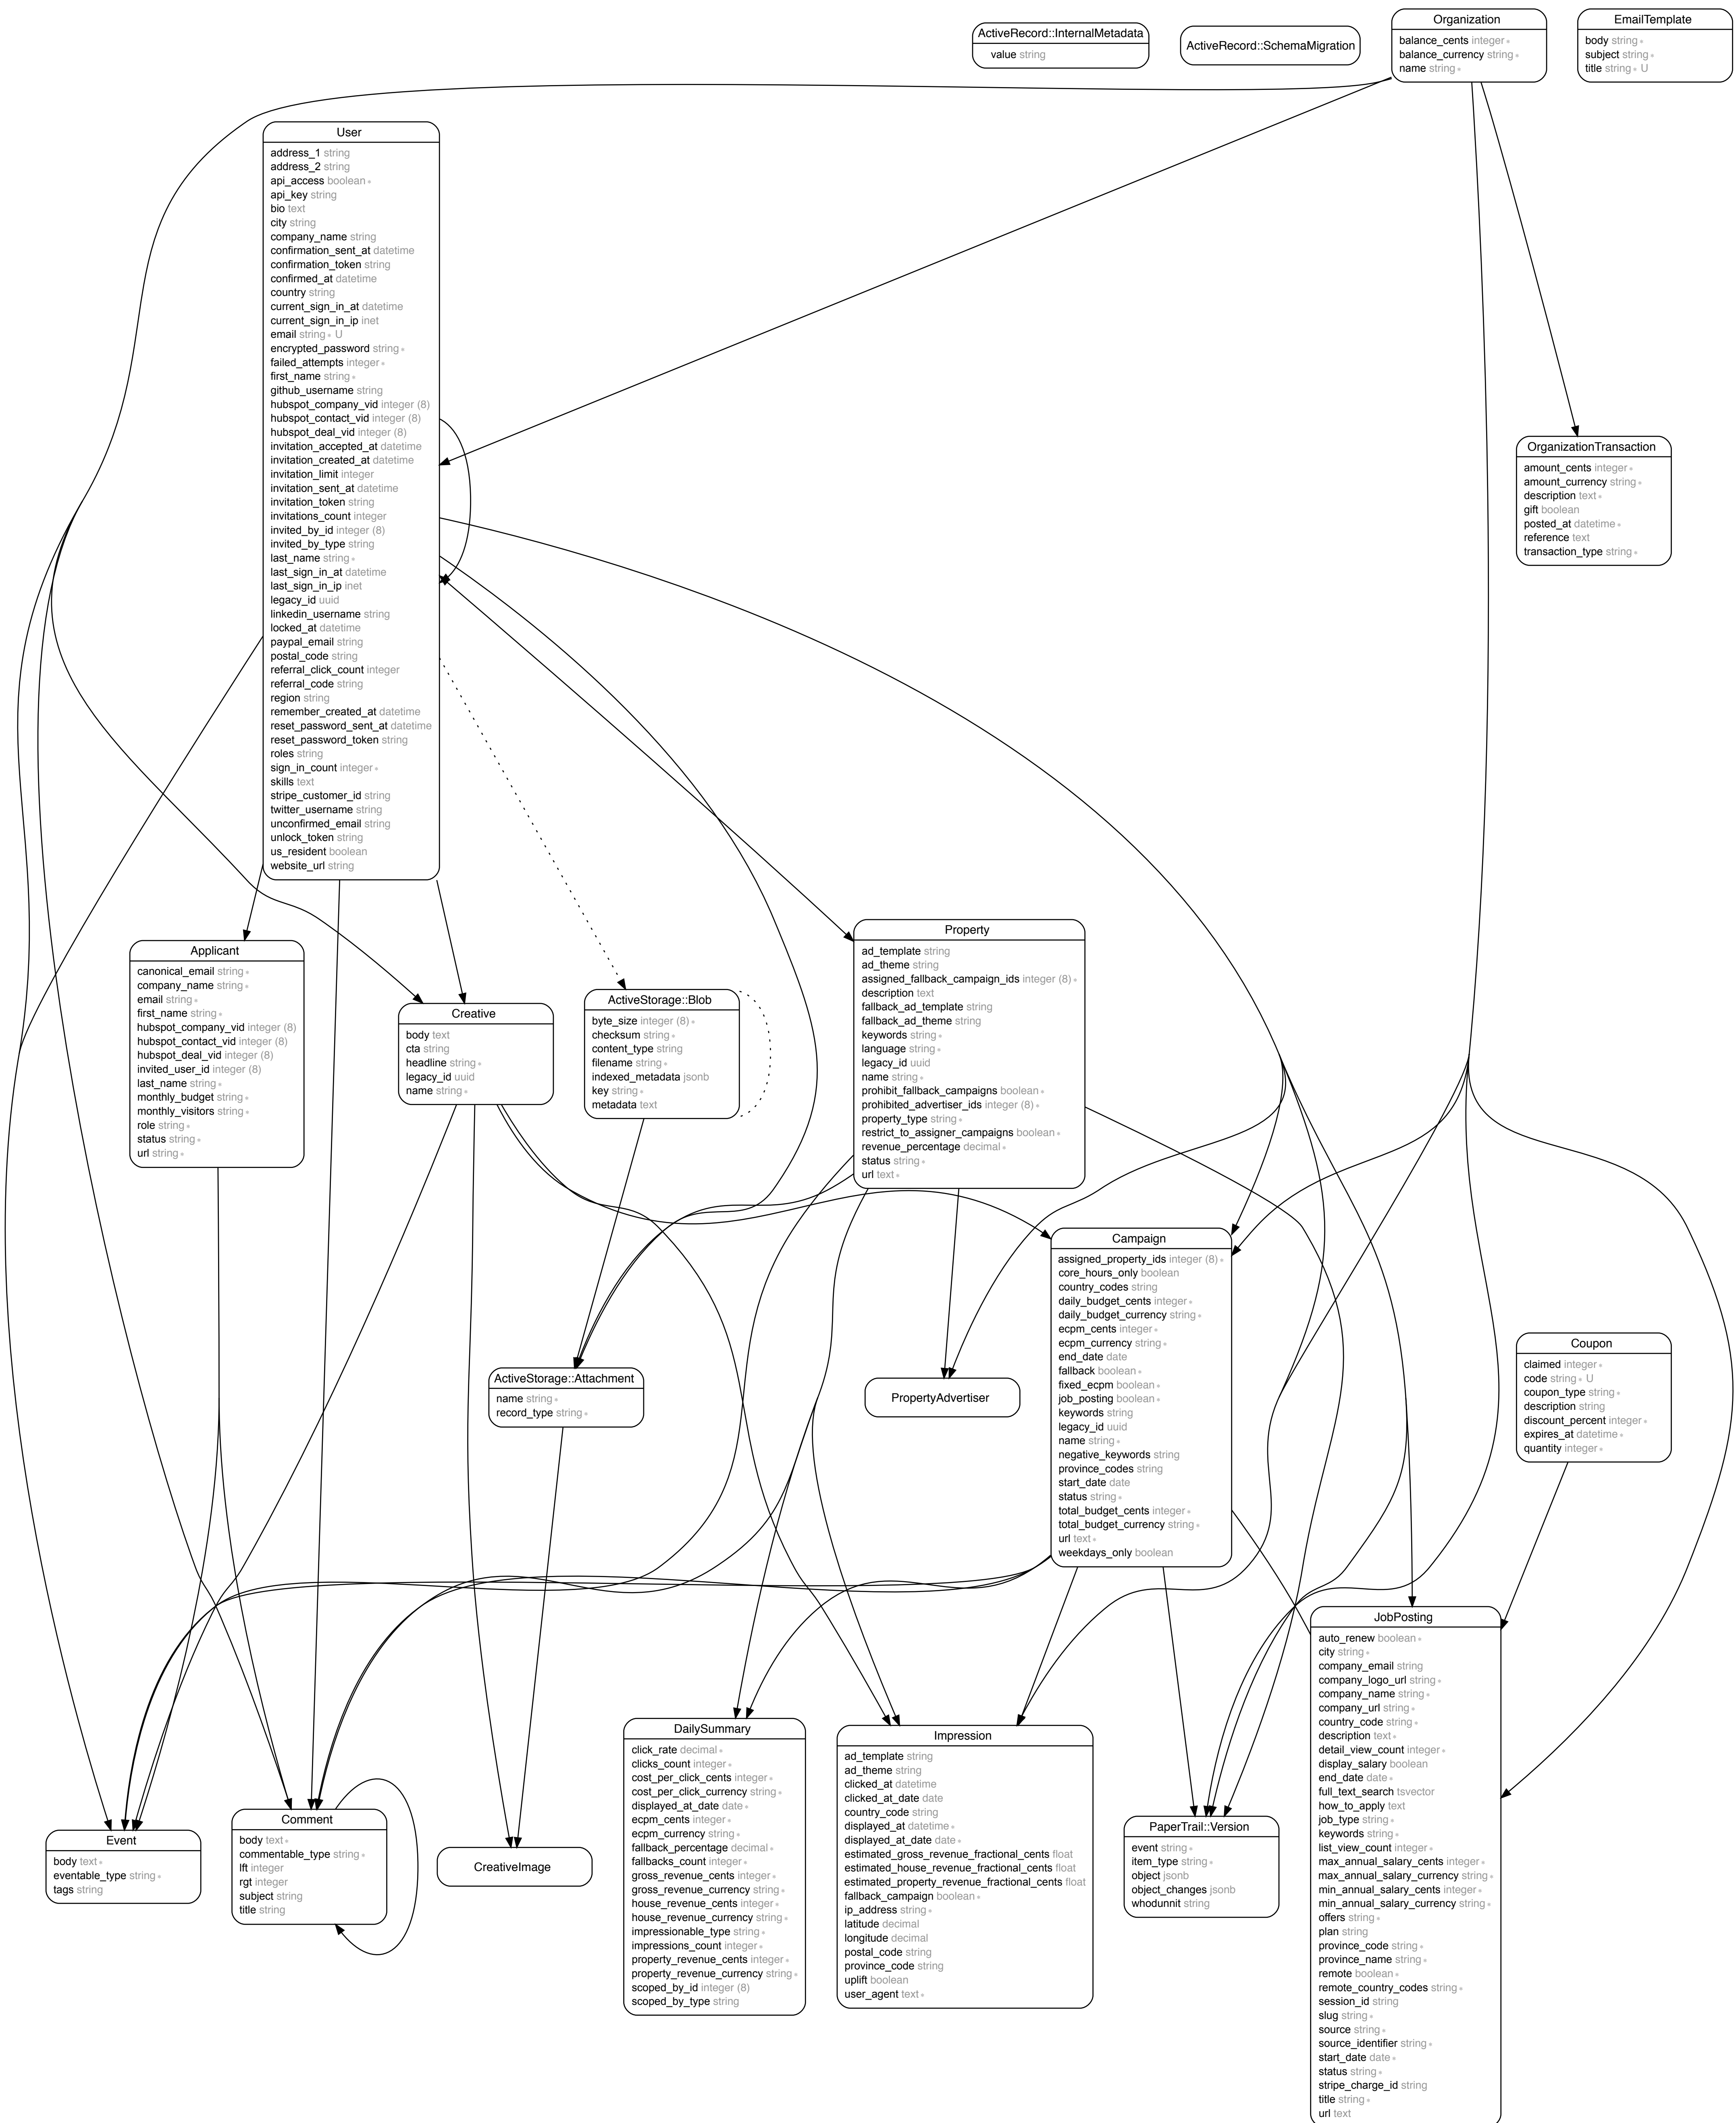 ActiveRecord::InternalMetadata
value string
ActiveRecord::SchemaMigration
Organization
balance_cents integer ∗
balance_currency string ∗
name string ∗
EmailTemplate
body string ∗
subject string ∗
title string ∗ U
User
address_1 string
address_2 string
api_access boolean ∗
api_key string
bio text
city string
company_name string
confirmation_sent_at datetime
confirmation_token string
confirmed_at datetime
country string
current_sign_in_at datetime
current_sign_in_ip inet
email string ∗ U
encrypted_password string ∗
failed_attempts integer ∗
first_name string ∗
github_username string
hubspot_company_vid integer (8)
hubspot_contact_vid integer (8)
hubspot_deal_vid integer (8)
invitation_accepted_at datetime
invitation_created_at datetime
invitation_limit integer
invitation_sent_at datetime
invitation_token string
invitations_count integer
invited_by_id integer (8)
invited_by_type string
last_name string ∗
last_sign_in_at datetime
last_sign_in_ip inet
legacy_id uuid
linkedin_username string
locked_at datetime
paypal_email string
postal_code string
referral_click_count integer
referral_code string
region string
remember_created_at datetime
reset_password_sent_at datetime
reset_password_token string
roles string
sign_in_count integer ∗
skills text
stripe_customer_id string
twitter_username string
unconfirmed_email string
unlock_token string
us_resident boolean
website_url string
OrganizationTransaction
amount_cents integer ∗
amount_currency string ∗
description text ∗
gift boolean
posted_at datetime ∗
reference text
transaction_type string ∗
Applicant
canonical_email string ∗
company_name string ∗
email string ∗
first_name string ∗
hubspot_company_vid integer (8)
hubspot_contact_vid integer (8)
hubspot_deal_vid integer (8)
invited_user_id integer (8)
last_name string ∗
monthly_budget string ∗
monthly_visitors string ∗
role string ∗
status string ∗
url string ∗
Creative
body text
cta string
headline string ∗
legacy_id uuid
name string ∗
ActiveStorage::Blob
byte_size integer (8) ∗
checksum string ∗
content_type string
filename string ∗
indexed_metadata jsonb
key string ∗
metadata text
Property
ad_template string
ad_theme string
assigned_fallback_campaign_ids integer (8) ∗
description text
fallback_ad_template string
fallback_ad_theme string
keywords string ∗
language string ∗
legacy_id uuid
name string ∗
prohibit_fallback_campaigns boolean ∗
prohibited_advertiser_ids integer (8) ∗
property_type string ∗
restrict_to_assigner_campaigns boolean ∗
revenue_percentage decimal ∗
status string ∗
url text ∗
Campaign
assigned_property_ids integer (8) ∗
core_hours_only boolean
country_codes string
daily_budget_cents integer ∗
daily_budget_currency string ∗
ecpm_cents integer ∗
ecpm_currency string ∗
end_date date
fallback boolean ∗
fixed_ecpm boolean ∗
job_posting boolean ∗
keywords string
legacy_id uuid
name string ∗
negative_keywords string
province_codes string
start_date date
status string ∗
total_budget_cents integer ∗
total_budget_currency string ∗
url text ∗
weekdays_only boolean
Coupon
claimed integer ∗
code string ∗ U
coupon_type string ∗
description string
discount_percent integer ∗
expires_at datetime ∗
quantity integer ∗
ActiveStorage::Attachment
name string ∗
record_type string ∗
PropertyAdvertiser
JobPosting
auto_renew boolean ∗
city string ∗
company_email string
company_logo_url string ∗
company_name string ∗
company_url string ∗
country_code string ∗
description text ∗
detail_view_count integer ∗
display_salary boolean
end_date date ∗
full_text_search tsvector
how_to_apply text
job_type string ∗
keywords string ∗
list_view_count integer ∗
max_annual_salary_cents integer ∗
max_annual_salary_currency string ∗
min_annual_salary_cents integer ∗
min_annual_salary_currency string ∗
offers string ∗
plan string
province_code string ∗
province_name string ∗
remote boolean ∗
remote_country_codes string ∗
session_id string
slug string ∗
source string ∗
source_identifier string ∗
start_date date ∗
status string ∗
stripe_charge_id string
title string ∗
url text
DailySummary
click_rate decimal ∗
clicks_count integer ∗
cost_per_click_cents integer ∗
cost_per_click_currency string ∗
displayed_at_date date ∗
ecpm_cents integer ∗
ecpm_currency string ∗
fallback_percentage decimal ∗
fallbacks_count integer ∗
gross_revenue_cents integer ∗
gross_revenue_currency string ∗
house_revenue_cents integer ∗
house_revenue_currency string ∗
impressionable_type string ∗
impressions_count integer ∗
property_revenue_cents integer ∗
property_revenue_currency string ∗
scoped_by_id integer (8)
scoped_by_type string
Impression
ad_template string
ad_theme string
clicked_at datetime
clicked_at_date date
country_code string
displayed_at datetime ∗
displayed_at_date date ∗
estimated_gross_revenue_fractional_cents float
estimated_house_revenue_fractional_cents float
estimated_property_revenue_fractional_cents float
fallback_campaign boolean ∗
ip_address string ∗
latitude decimal
longitude decimal
postal_code string
province_code string
uplift boolean
user_agent text ∗
PaperTrail::Version
event string ∗
item_type string ∗
object jsonb
object_changes jsonb
whodunnit string
Event
body text ∗
eventable_type string ∗
tags string
Comment
body text ∗
commentable_type string ∗
lft integer
rgt integer
subject string
title string
CreativeImage